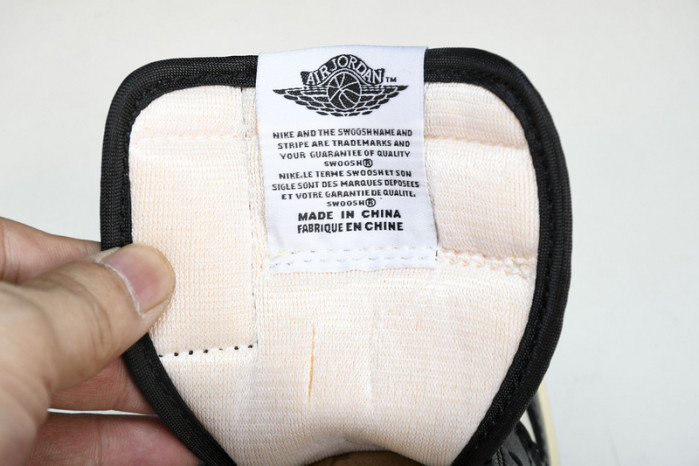 AIR JORDAN™
NIKE AND THE SWOOSH NAME AND
STRIPE ARE TRADEMARKS AND
YOUR GUARANTEE OF QUALITY
SWOOSH®
NIKE.LE TERME SWOOSH ET SON
SIGLE SONT DES MARQUES DEPOSEES
ET VOTRE GARANTIE DE QUALITE.
SWOOSH®
MADE IN CHINA
FABRIQUE EN CHINE